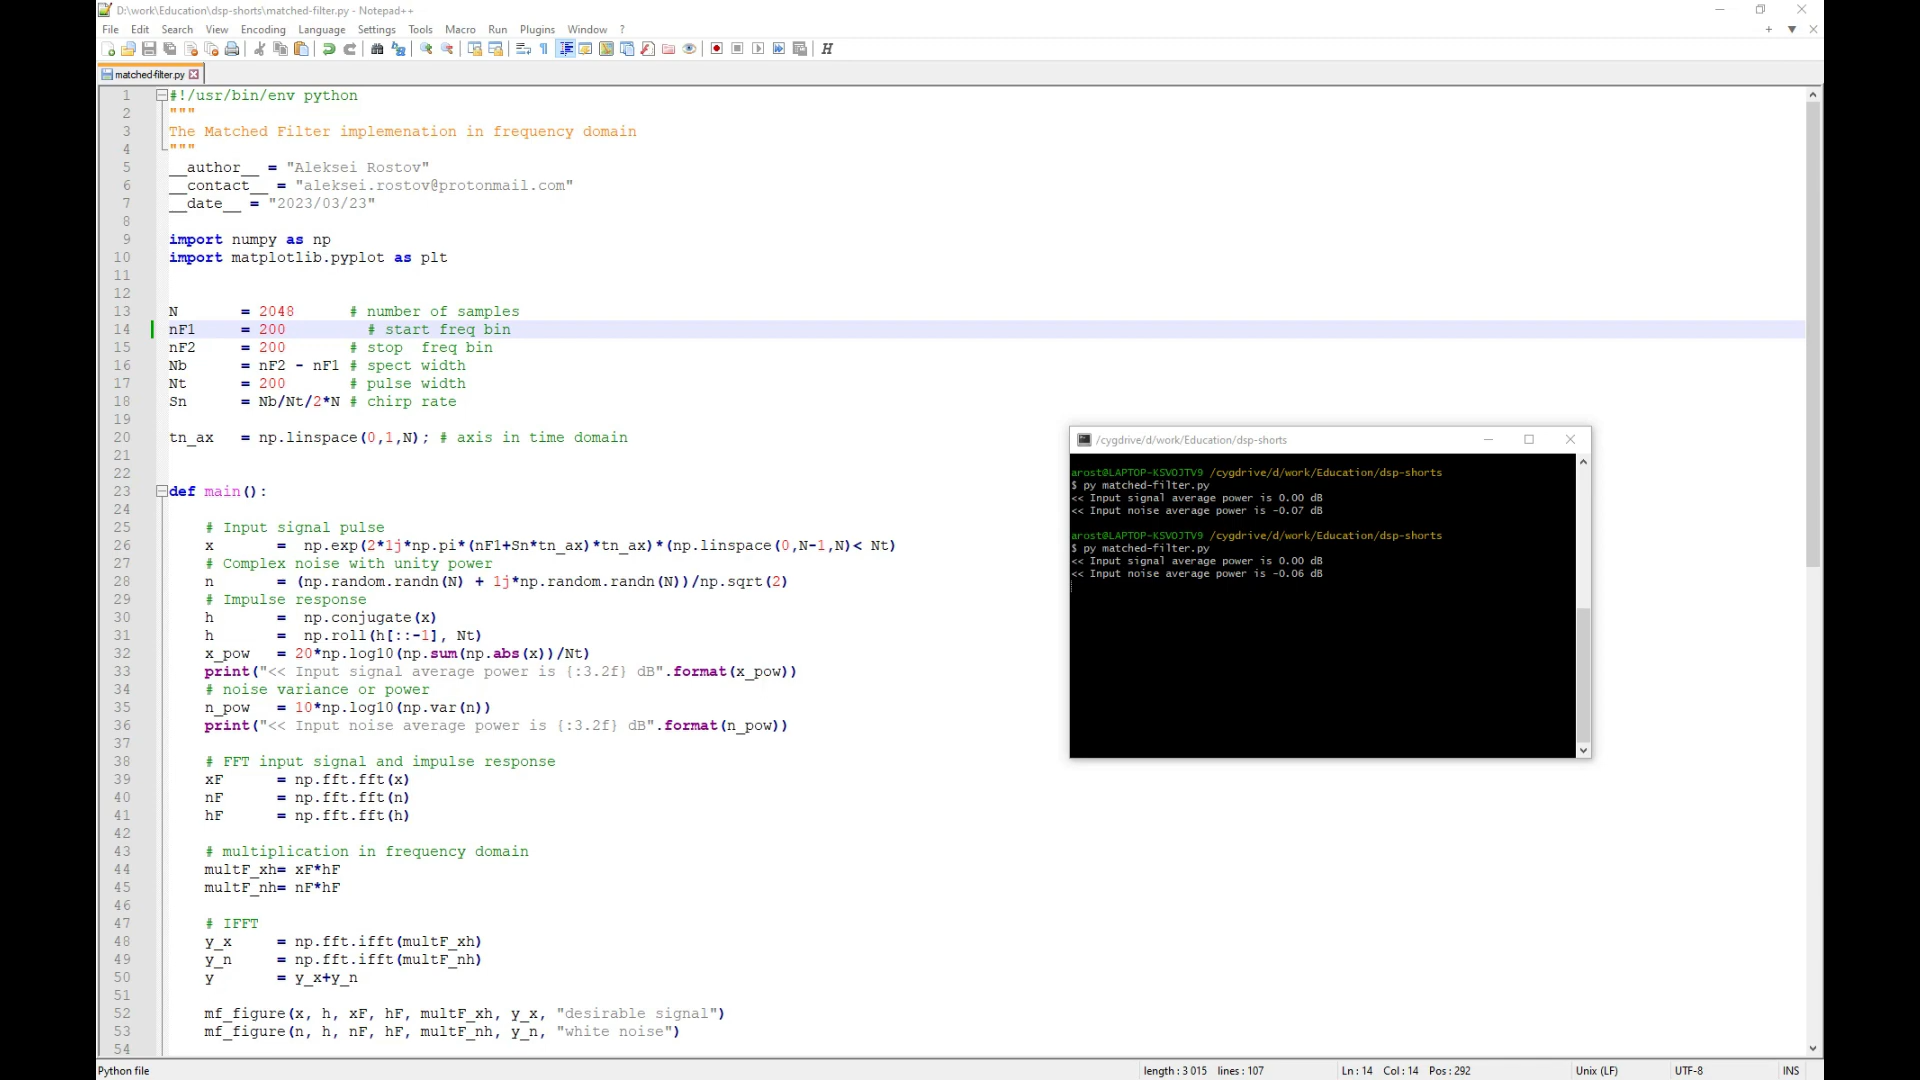 D:\work\Education\dsp-shorts\matched-filter.py - Notepad++
File Edit Search View Encoding Language Settings Tools Macro Run Plugins Window ?
matched-filter.py
1 #!/usr/bin/env python
2 """
3 The Matched Filter implemenation in frequency domain
4 """
5 __author__ = "Aleksei Rostov"
6 __contact__ = "aleksei.rostov@protonmail.com"
7 __date__ = "2023/03/23"
8
9 import numpy as np
10 import matplotlib.pyplot as plt
11
12
13 N = 2048 # number of samples
14 nF1 = 200 # start freq bin
15 nF2 = 200 # stop freq bin
16 Nb = nF2 - nF1 # spect width
17 Nt = 200 # pulse width
18 Sn = Nb/Nt/2*N # chirp rate
19
20 tn_ax = np.linspace(0,1,N); # axis in time domain
21
22
23 def main():
24
25 # Input signal pulse
26 x = np.exp(2*1j*np.pi*(nF1+Sn*tn_ax)*tn_ax)*(np.linspace(0,N-1,N)< Nt)
27 # Complex noise with unity power
28 n = (np.random.randn(N) + 1j*np.random.randn(N))/np.sqrt(2)
29 # Impulse response
30 h = np.conjugate(x)
31 h = np.roll(h[::-1], Nt)
32 x_pow = 20*np.log10(np.sum(np.abs(x))/Nt)
33 print("<< Input signal average power is {:3.2f} dB".format(x_pow))
34 # noise variance or power
35 n_pow = 10*np.log10(np.var(n))
36 print("<< Input noise average power is {:3.2f} dB".format(n_pow))
37
38 # FFT input signal and impulse response
39 xF = np.fft.fft(x)
40 nF = np.fft.fft(n)
41 hF = np.fft.fft(h)
42
43 # multiplication in frequency domain
44 multF_xh= xF*hF
45 multF_nh= nF*hF
46
47 # IFFT
48 y_x = np.fft.ifft(multF_xh)
49 y_n = np.fft.ifft(multF_nh)
50 y = y_x+y_n
51
52 mf_figure(x, h, xF, hF, multF_xh, y_x, "desirable signal")
53 mf_figure(n, h, nF, hF, multF_nh, y_n, "white noise")
54
/cygdrive/d/work/Education/dsp-shorts
arost@LAPTOP-KSVOJTV9 /cygdrive/d/work/Education/dsp-shorts
$ py matched-filter.py
<< Input signal average power is 0.00 dB
<< Input noise average power is -0.07 dB
arost@LAPTOP-KSVOJTV9 /cygdrive/d/work/Education/dsp-shorts
$ py matched-filter.py
<< Input signal average power is 0.00 dB
<< Input noise average power is -0.06 dB
Python file length : 3 015 lines : 107 Ln : 14 Col : 14 Pos : 292 Unix (LF) UTF-8 INS